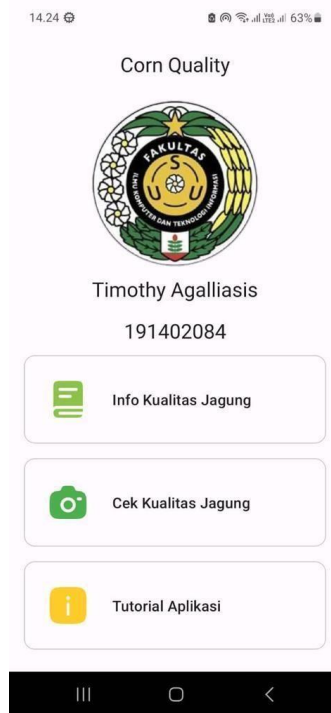 14.24
63%
Corn Quality
FAKULTAS
U S U
ILMU KOMPUTER DAN TEKNOLOGI INFORMASI
Timothy Agalliasis
191402084
Info Kualitas Jagung
Cek Kualitas Jagung
i
Tutorial Aplikasi